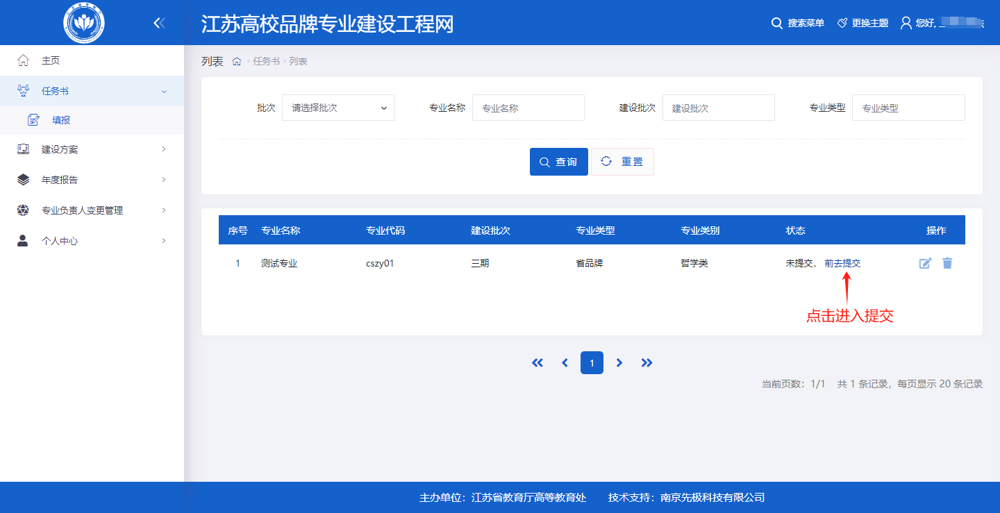 江苏高校品牌专业建设工程网
搜索菜单 更换主题 您好,
主页
任务书
填报
建设方案
年度报告
专业负责人变更管理
个人中心
列表 任务书 列表
批次 请选择批次 专业名称 专业名称 建设批次 建设批次 专业类型 专业类型
查询 重置
序号 专业名称 专业代码 建设批次 专业类型 专业类别 状态 操作
1 测试专业 cszy01 三期 省品牌 哲学类 未提交， 前去提交
点击进入提交
1
当前页数：1/1 共 1 条记录，每页显示 20 条记录
主办单位：江苏省教育厅高等教育处 技术支持：南京先极科技有限公司